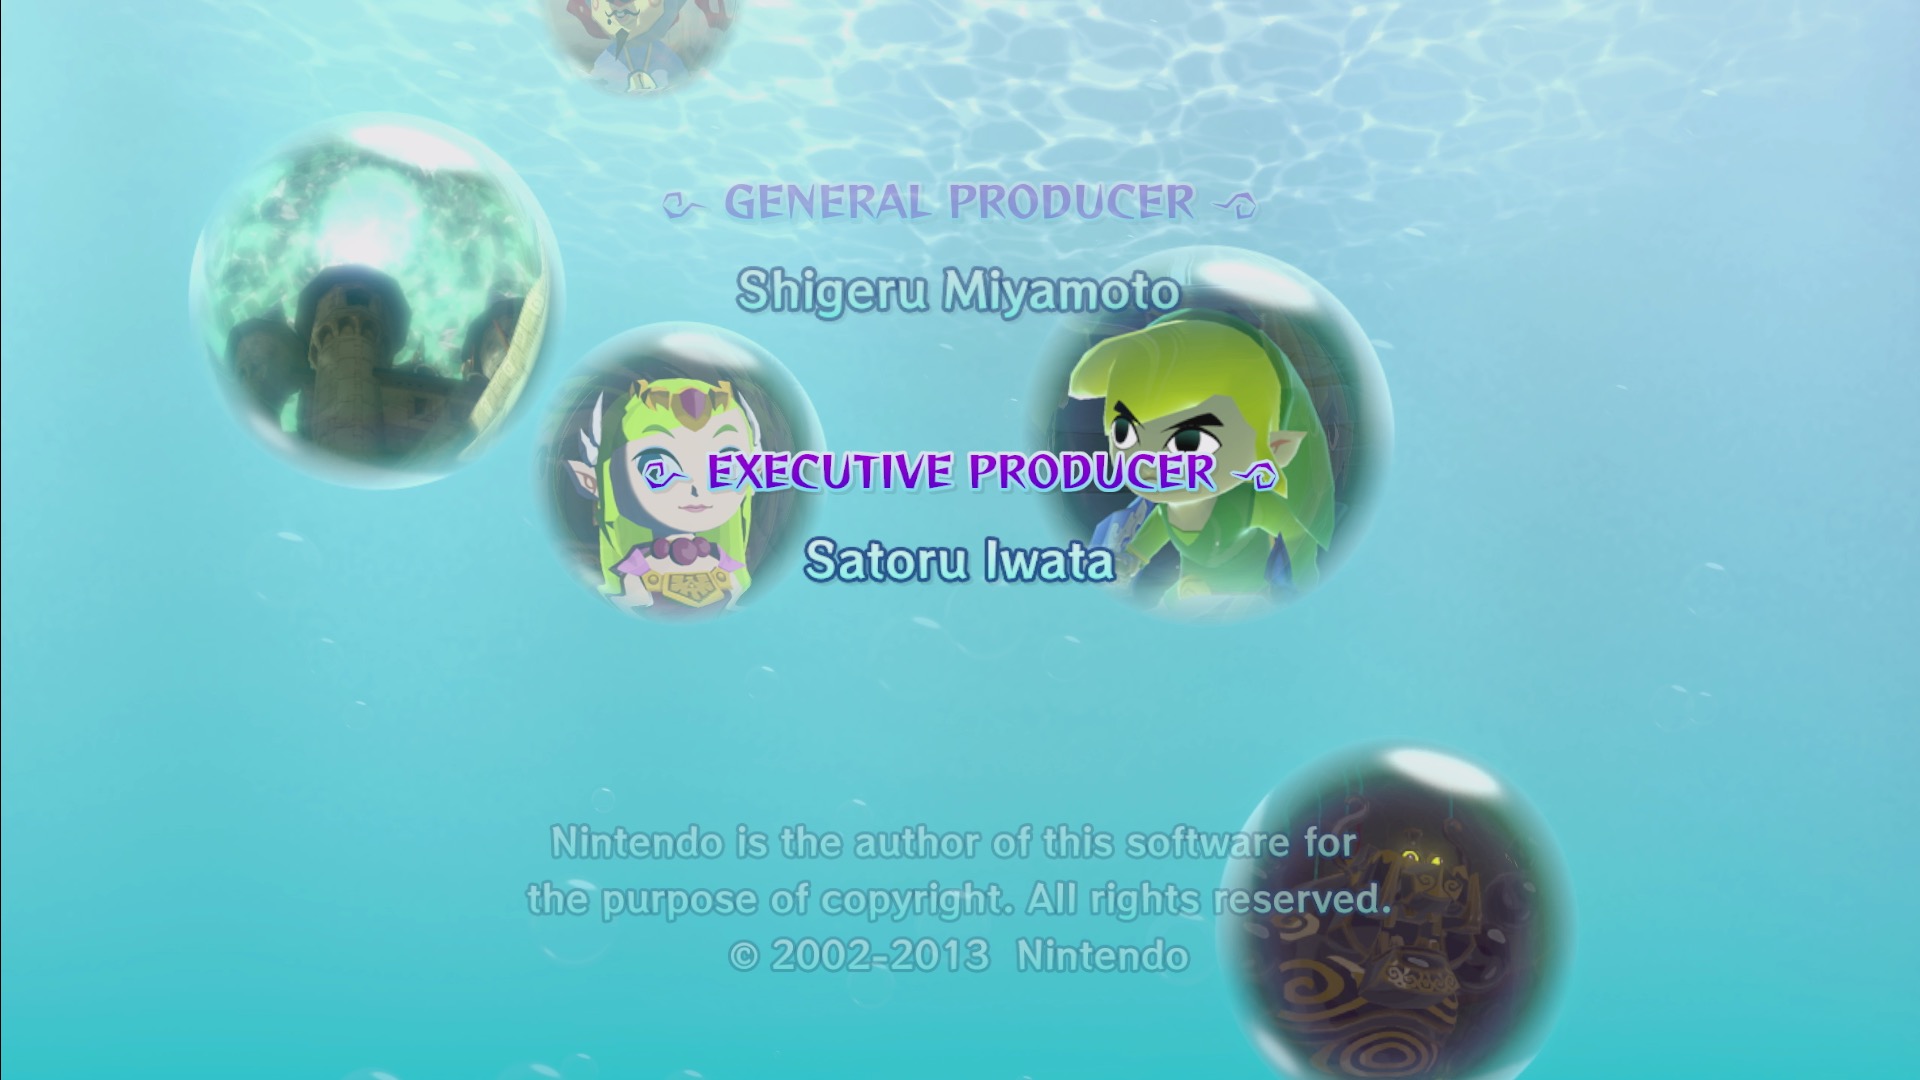 GENERAL PRODUCER
Shigeru Miyamoto
EXECUTIVE PRODUCER
Satoru Iwata
Nintendo is the author of this software for
the purpose of copyright. All rights reserved.
© 2002-2013 Nintendo